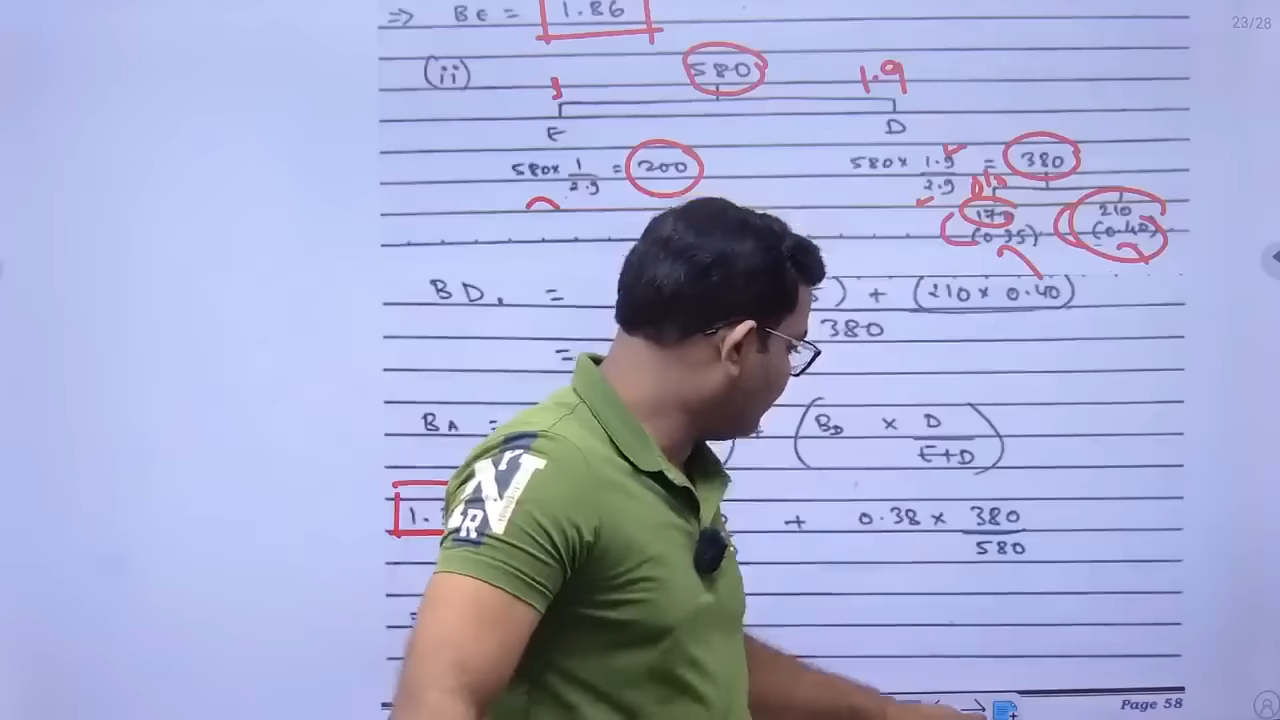 23/28
=> BE = 1.86
(ii) 580 1.9
E D
580 × 1/2.9 = 200 580 × 1.9/2.9 = 380
170 210
(0.35) (0.40)
BD. = ) + (210 × 0.40)
380
=
BA = (BD × D/E+D)
1. + 0.38 × 380/580
Page 58